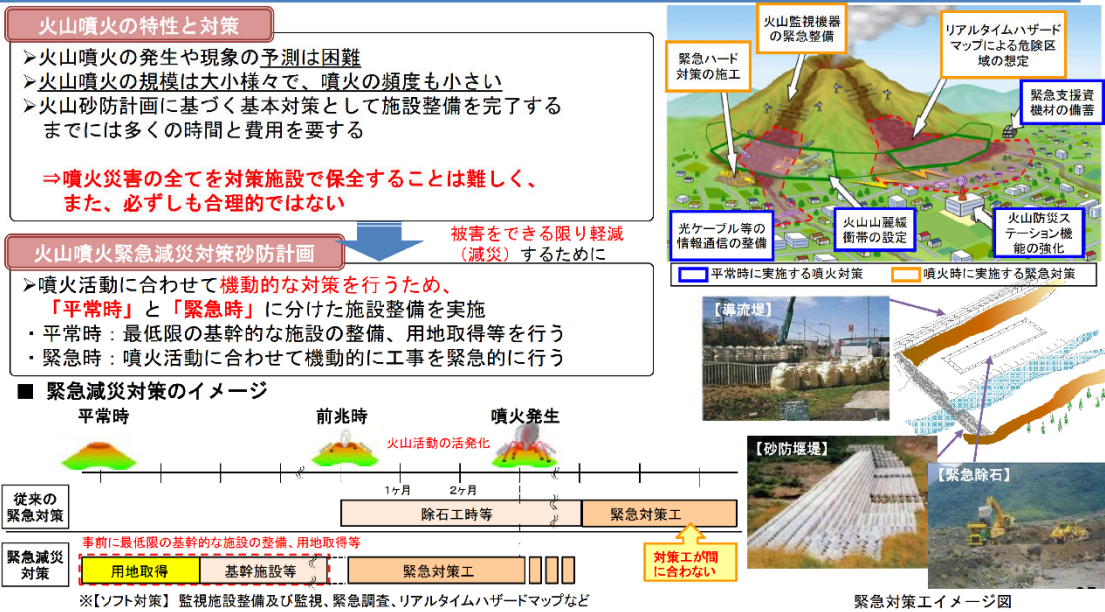 火山噴火の特性と対策
➢火山噴火の発生や現象の予測は困難
➢火山噴火の規模は大小様々で、噴火の頻度も小さい
➢火山砂防計画に基づく基本対策として施設整備を完了する
までには多くの時間と費用を要する
⇒噴火災害の全てを対策施設で保全することは難しく、
また、必ずしも合理的ではない
被害をできる限り軽減
（減災）するために
火山噴火緊急減災対策砂防計画
➢噴火活動に合わせて機動的な対策を行うため、
「平常時」と「緊急時」に分けた施設整備を実施
・平常時：最低限の基幹的な施設の整備、用地取得等を行う
・緊急時：噴火活動に合わせて機動的に工事を緊急的に行う
火山監視機器
の緊急整備
リアルタイムハザード
マップによる危険区
域の想定
緊急ハード
対策の施工
緊急支援資
機材の備蓄
光ケーブル等の
情報通信の整備
火山山麓緩
衝帯の設定
火山防災ス
テーション機
能の強化
平常時に実施する噴火対策
噴火時に実施する緊急対策
■ 緊急減災対策のイメージ
平常時
前兆時
噴火発生
火山活動の活発化
1ヶ月
2ヶ月
従来の
緊急対策
除石工時等
緊急対策工
緊急減災
対策
事前に最低限の基幹的な施設の整備、用地取得等
用地取得
基幹施設等
緊急対策工
対策工が間
に合わない
※【ソフト対策】 監視施設整備及び監視、緊急調査、リアルタイムハザードマップなど
【導流堤】
【砂防堰堤】
【緊急除石】
緊急対策工イメージ図